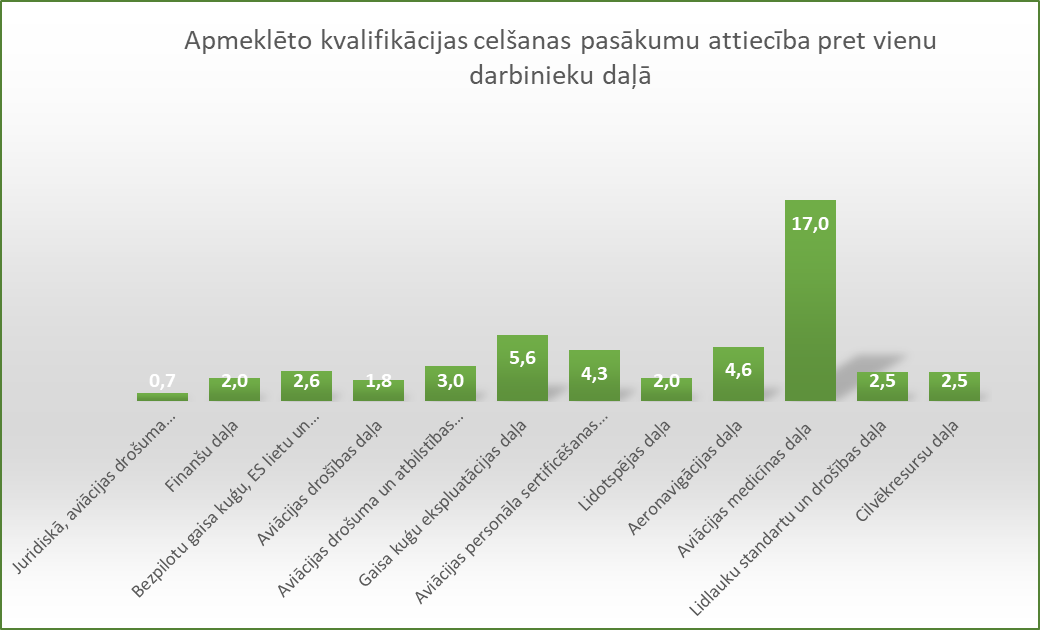 Apmeklēto kvalifikācijas celšanas pasākumu attiecība pret vienu
darbinieku daļā
0,7
2,0
2,6
1,8
3,0
5,6
4,3
2,0
4,6
17,0
2,5
2,5
Juridiskā, aviācijas drošuma...
Finanšu daļa
Bezpilotu gaisa kuģu, ES lietu un...
Aviācijas drošības daļa
Aviācijas drošuma un atbilstības...
Gaisa kuģu ekspluatācijas daļa
Aviācijas personāla sertificēšanas...
Lidotspējas daļa
Aeronavigācijas daļa
Aviācijas medicīnas daļa
Lidlauku standartu un drošības daļa
Cilvēkresursu daļa